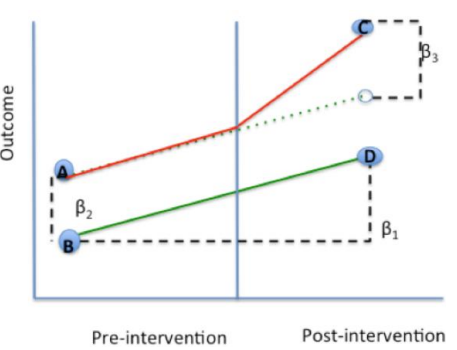 C
β3
Outcome
A
D
β2
B
β1
Pre-intervention
Post-intervention